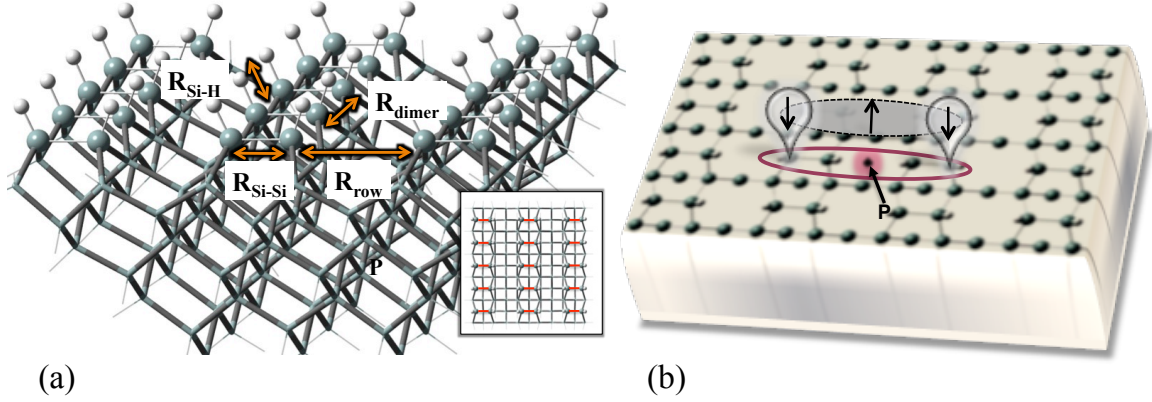 R_Si-H
R_dimer
R_Si-Si
R_row
P
P
(a)
(b)